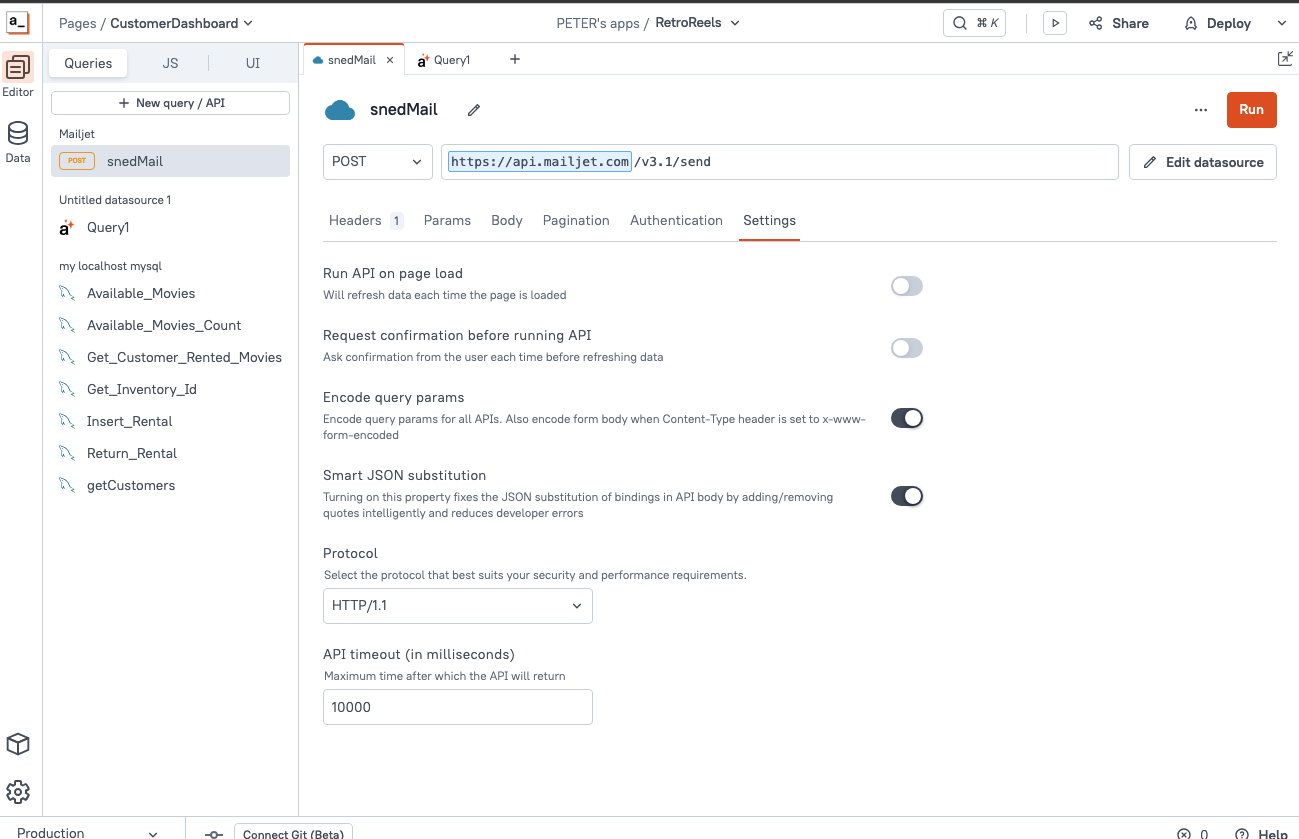 a_
Pages / CustomerDashboard
PETER's apps / RetroReels
⌘ K
Share
Deploy
Editor
Data
Queries
JS
UI
New query / API
Mailjet
POST
snedMail
Untitled datasource 1
a
Query1
my localhost mysql
Available_Movies
Available_Movies_Count
Get_Customer_Rented_Movies
Get_Inventory_Id
Insert_Rental
Return_Rental
getCustomers
snedMail
a
Query1
snedMail
Run
POST
https://api.mailjet.com/v3.1/send
Edit datasource
Headers 1
Params
Body
Pagination
Authentication
Settings
Run API on page load
Will refresh data each time the page is loaded
Request confirmation before running API
Ask confirmation from the user each time before refreshing data
Encode query params
Encode query params for all APIs. Also encode form body when Content-Type header is set to x-www-
form-encoded
Smart JSON substitution
Turning on this property fixes the JSON substitution of bindings in API body by adding/removing
quotes intelligently and reduces developer errors
Protocol
Select the protocol that best suits your security and performance requirements.
HTTP/1.1
API timeout (in milliseconds)
Maximum time after which the API will return
10000
Production
Connect Git (Beta)
0
Help